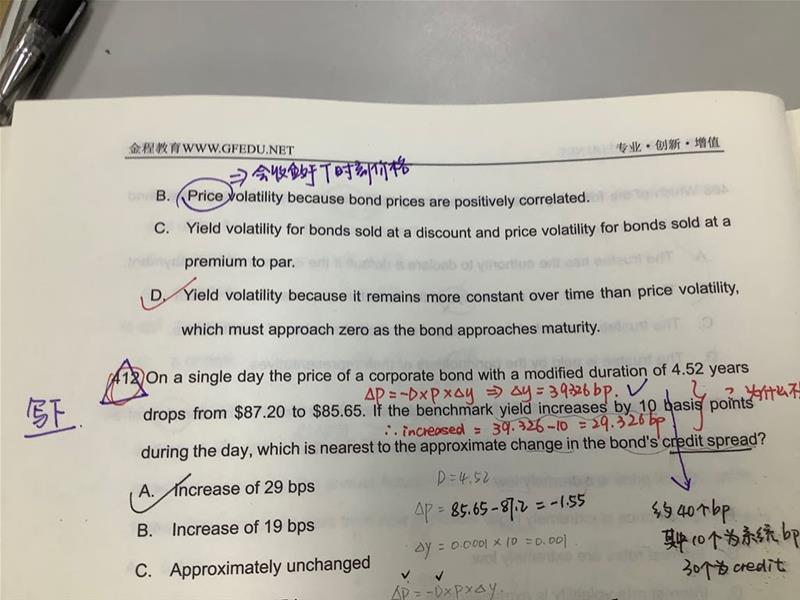 金程教育WWW.GFEDU.NET 专业·创新·增值
⇒会收敛于T时刻价格
B. Price volatility because bond prices are positively correlated.
C. Yield volatility for bonds sold at a discount and price volatility for bonds sold at a
premium to par.
D. Yield volatility because it remains more constant over time than price volatility,
which must approach zero as the bond approaches maturity.
412 On a single day the price of a corporate bond with a modified duration of 4.52 years
ΔP=-D×P×Δy ⇒ Δy=39.326bp. ? 为什么不
写下. drops from $87.20 to $85.65. If the benchmark yield increases by 10 basis points
∴ increased = 39.326-10 = 29.326bp
during the day, which is nearest to the approximate change in the bond's credit spread?
A. Increase of 29 bps
D=4.52
ΔP= 85.65-87.2=-1.55
约40个bp
B. Increase of 19 bps
其中10个为系统bp
Δy=0.0001×10=0.001
C. Approximately unchanged
30个为credit
ΔP=-D×P×Δy.